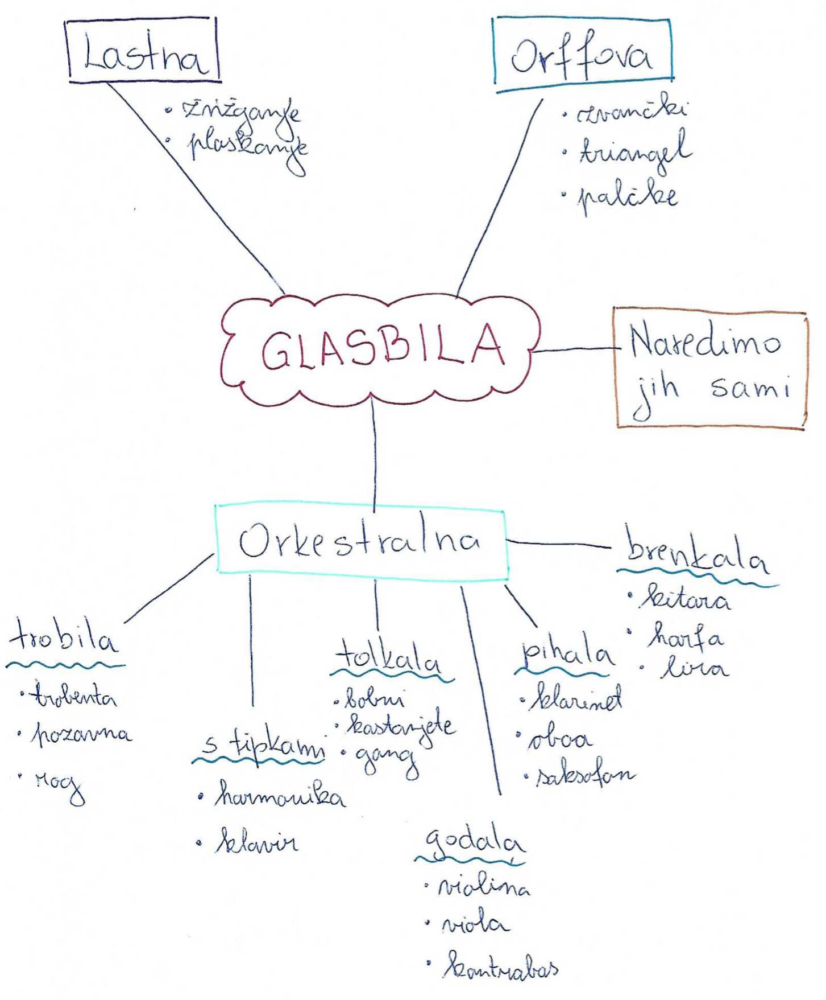 Lastna
• žvižganje
• ploskanje
Orffova
• zvončki
• triangel
• palčke
GLASBILA
Naredimo
jih sami
Orkestralna
brenkala
• kitara
• harfa
• lira
trobila
• trobenta
• pozavna
• rog
s tipkami
• harmonika
• klavir
tolkala
• bobni
• kastanjete
• gong
pihala
• klarinet
• oboa
• saksofon
godala
• violina
• viola
• kontrabas